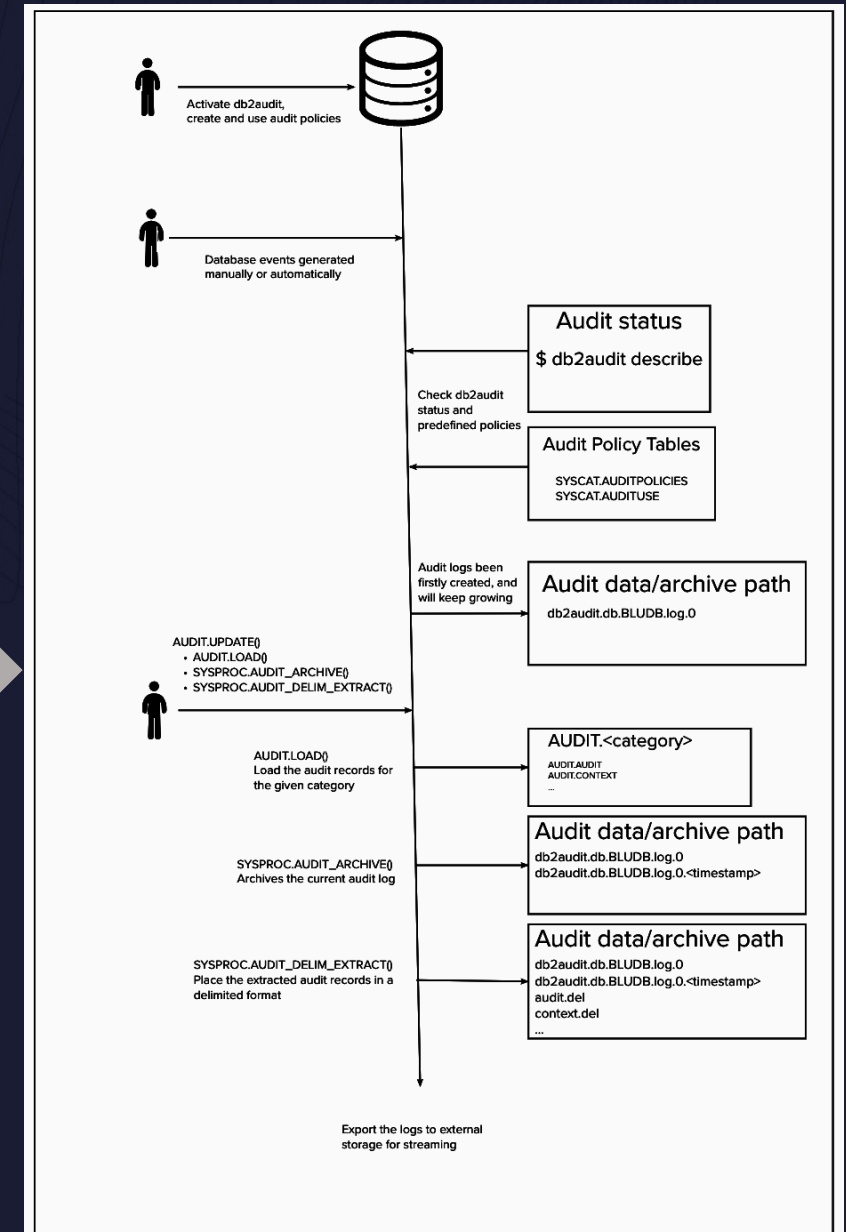 Activate db2audit,
create and use audit policies
Database events generated
manually or automatically
Audit status
$ db2audit describe
Check db2audit
status and
predefined policies
Audit Policy Tables
SYSCAT.AUDITPOLICIES
SYSCAT.AUDITUSE
Audit logs been
firstly created, and
will keep growing
Audit data/archive path
db2audit.db.BLUDB.log.0
AUDIT.UPDATE()
• AUDIT.LOAD()
• SYSPROC.AUDIT_ARCHIVE()
• SYSPROC.AUDIT_DELIM_EXTRACT()
AUDIT.LOAD()
Load the audit records for
the given category
AUDIT.<category>
AUDIT.AUDIT
AUDIT.CONTEXT
...
SYSPROC.AUDIT_ARCHIVE()
Archives the current audit log
Audit data/archive path
db2audit.db.BLUDB.log.0
db2audit.db.BLUDB.log.0.<timestamp>
SYSPROC.AUDIT_DELIM_EXTRACT()
Place the extracted audit records in a
delimited format
Audit data/archive path
db2audit.db.BLUDB.log.0
db2audit.db.BLUDB.log.0.<timestamp>
audit.del
context.del
...
Export the logs to external
storage for streaming